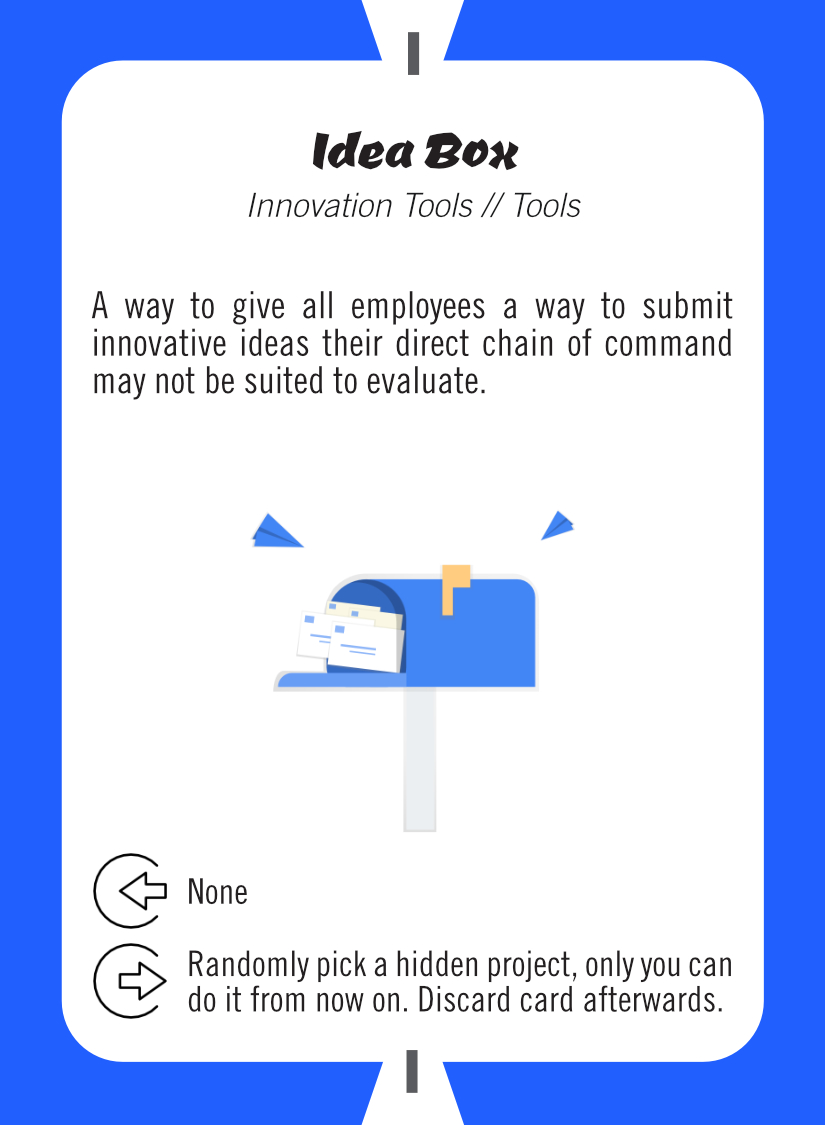 Idea Box
Innovation Tools // Tools
A way to give all employees a way to submit
innovative ideas their direct chain of command
may not be suited to evaluate.
None
Randomly pick a hidden project, only you can
do it from now on. Discard card afterwards.